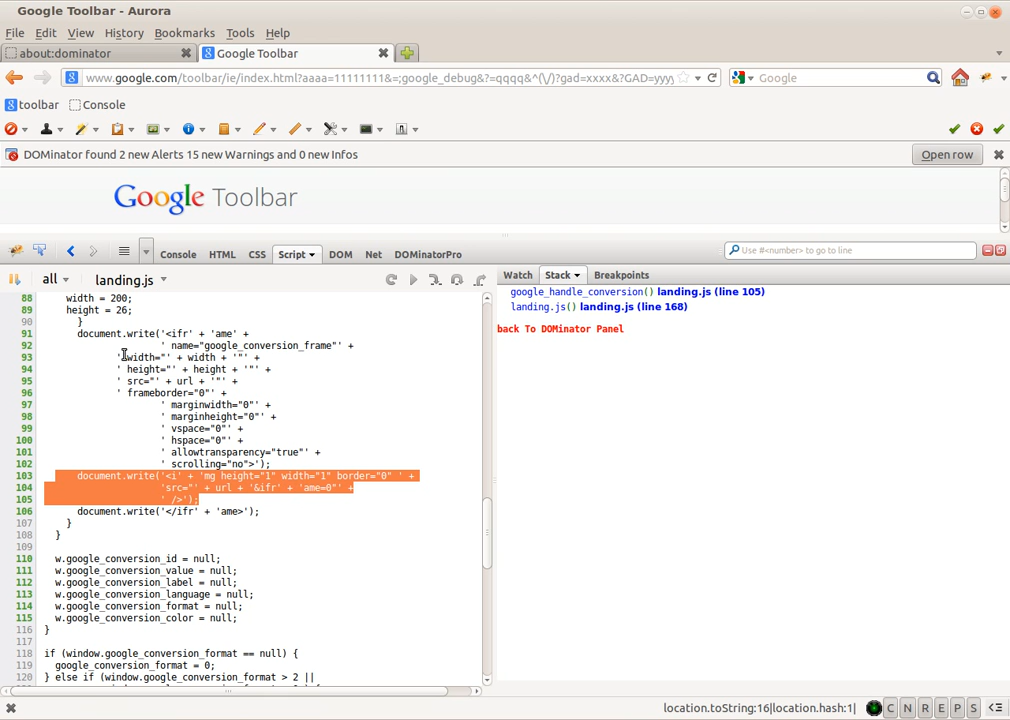 Google Toolbar - Aurora
File Edit View History Bookmarks Tools Help
about:dominator
Google Toolbar
www.google.com/toolbar/ie/index.html?aaaa=11111111&=;google_debug&?=qqqq&^(\/)?gad=xxxx&?GAD=yyyy
Google
toolbar Console
DOMinator found 2 new Alerts 15 new Warnings and 0 new Infos
Open row
Google Toolbar
Console HTML CSS Script DOM Net DOMinatorPro
Use #<number> to go to line
all landing.js
Watch Stack Breakpoints
88 width = 200;
89 height = 26;
90 }
91 document.write('<ifr' + 'ame' +
92 ' name="google_conversion_frame"' +
93 ' width="' + width + '"' +
94 ' height="' + height + '"' +
95 ' src="' + url + '"' +
96 ' frameborder="0"' +
97 ' marginwidth="0"' +
98 ' marginheight="0"' +
99 ' vspace="0"' +
100 ' hspace="0"' +
101 ' allowtransparency="true"' +
102 ' scrolling="no">');
103 document.write('<i' + 'mg height="1" width="1" border="0" ' +
104 'src="' + url + '&ifr' + 'ame=0"' +
105 ' />');
106 document.write('</ifr' + 'ame>');
107 }
108 }
109
110 w.google_conversion_id = null;
111 w.google_conversion_value = null;
112 w.google_conversion_label = null;
113 w.google_conversion_language = null;
114 w.google_conversion_format = null;
115 w.google_conversion_color = null;
116 }
117
118 if (window.google_conversion_format == null) {
119 google_conversion_format = 0;
120 } else if (window.google_conversion_format > 2 ||
google_handle_conversion() landing.js (line 105)
landing.js() landing.js (line 168)
back To DOMinator Panel
location.toString:16|location.hash:1|
C N R E P S